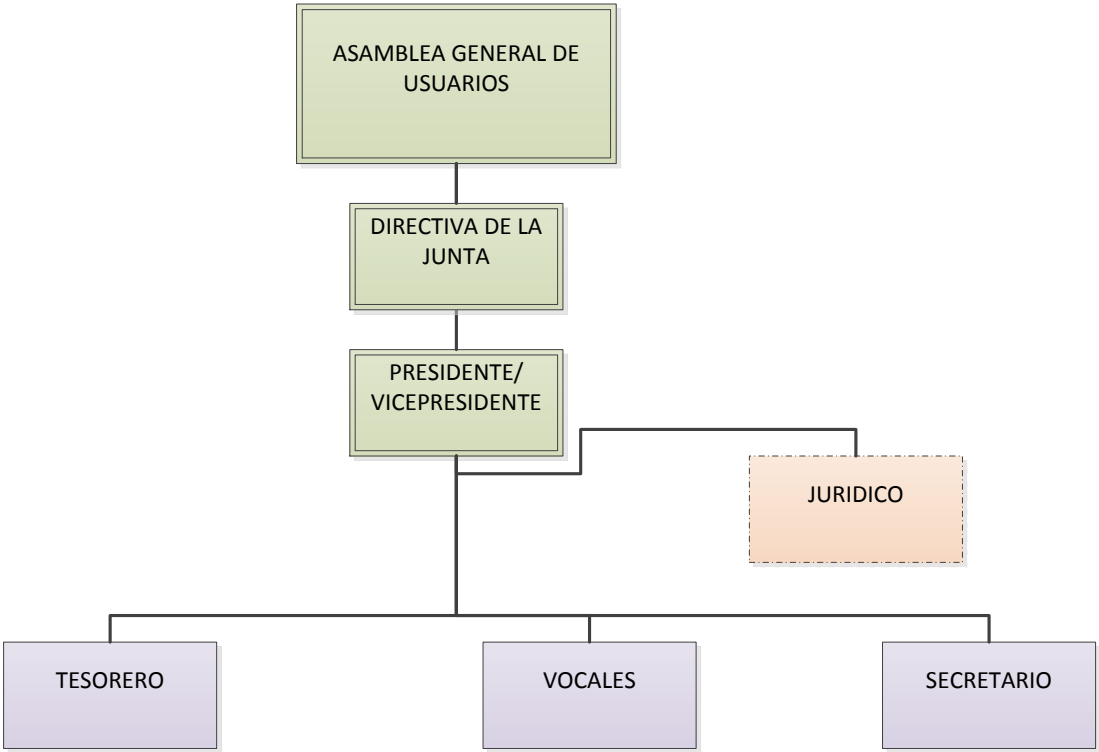 ASAMBLEA GENERAL DE
USUARIOS
DIRECTIVA DE LA
JUNTA
PRESIDENTE/
VICEPRESIDENTE
JURIDICO
TESORERO
VOCALES
SECRETARIO